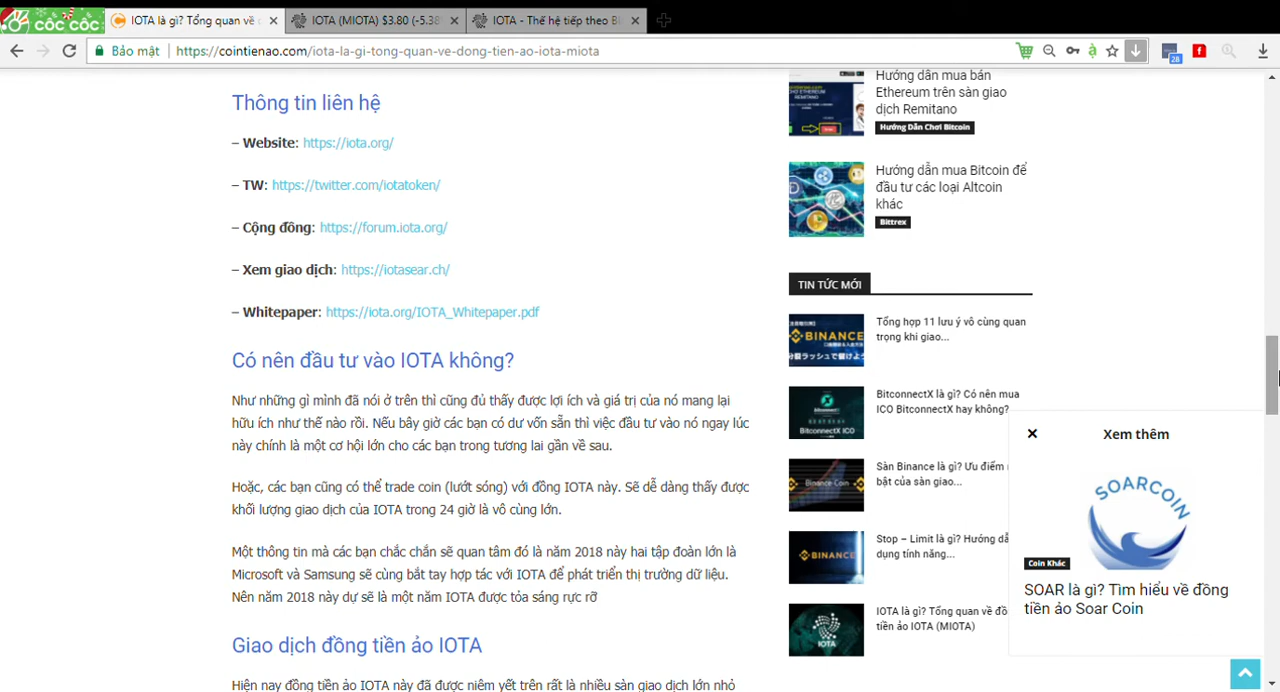 cốc cốc
IOTA là gì? Tổng quan về
IOTA (MIOTA) $3.80 (-5.38
IOTA - Thế hệ tiếp theo B
Bảo mật
https://cointienao.com/iota-la-gi-tong-quan-ve-dong-tien-ao-iota-miota
28
Thông tin liên hệ
– Website: https://iota.org/
– TW: https://twitter.com/iotatoken/
– Cộng đồng: https://forum.iota.org/
– Xem giao dịch: https://iotasear.ch/
– Whitepaper: https://iota.org/IOTA_Whitepaper.pdf
Có nên đầu tư vào IOTA không?
Như những gì mình đã nói ở trên thì cũng đủ thấy được lợi ích và giá trị của nó mang lại
hữu ích như thế nào rồi. Nếu bây giờ các bạn có dư vốn sẵn thì việc đầu tư vào nó ngay lúc
này chính là một cơ hội lớn cho các bạn trong tương lai gần về sau.
Hoặc, các bạn cũng có thể trade coin (lướt sóng) với đồng IOTA này. Sẽ dễ dàng thấy được
khối lượng giao dịch của IOTA trong 24 giờ là vô cùng lớn.
Một thông tin mà các bạn chắc chắn sẽ quan tâm đó là năm 2018 này hai tập đoàn lớn là
Microsoft và Samsung sẽ cùng bắt tay hợp tác với IOTA để phát triển thị trường dữ liệu.
Nên năm 2018 này dự sẽ là một năm IOTA được tỏa sáng rực rỡ
Giao dịch đồng tiền ảo IOTA
Hiện nay đồng tiền ảo IOTA này đã được niêm yết trên rất là nhiều sàn giao dịch lớn nhỏ
Hướng dẫn mua bán
Ethereum trên sàn giao
dịch Remitano
Hướng Dẫn Chơi Bitcoin
Hướng dẫn mua Bitcoin để
đầu tư các loại Altcoin
khác
Bittrex
TIN TỨC MỚI
BINANCE
Tổng hợp 11 lưu ý vô cùng quan
trọng khi giao...
BitconnectX ICO
BitconnectX là gì? Có nên mua
ICO BitconnectX hay không?
Binance Coin
Sàn Binance là gì? Ưu điểm
bật của sàn giao...
BINANCE
Stop – Limit là gì? Hướng dẫ
dụng tính năng...
IOTA
IOTA là gì? Tổng quan về đồ
tiền ảo IOTA (MIOTA)
Xem thêm
SOARCOIN
Coin Khác
SOAR là gì? Tìm hiểu về đồng
tiền ảo Soar Coin